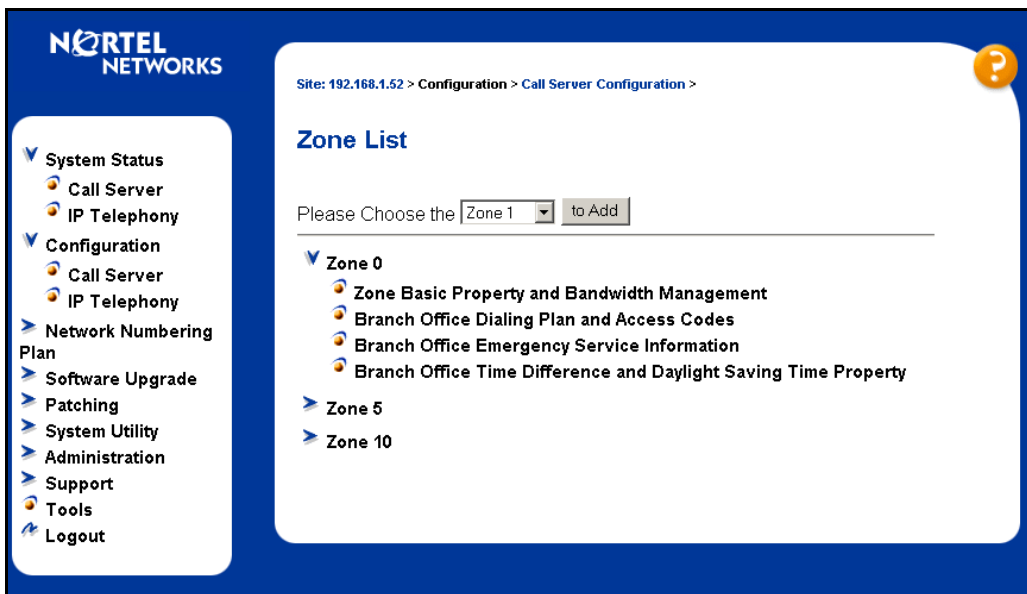 NORTEL
NETWORKS
System Status
Call Server
IP Telephony
Configuration
Call Server
IP Telephony
Network Numbering
Plan
Software Upgrade
Patching
System Utility
Administration
Support
Tools
Logout
?
Site: 192.168.1.52 > Configuration > Call Server Configuration >
Zone List
Please Choose the Zone 1 to Add
Zone 0
Zone Basic Property and Bandwidth Management
Branch Office Dialing Plan and Access Codes
Branch Office Emergency Service Information
Branch Office Time Difference and Daylight Saving Time Property
Zone 5
Zone 10